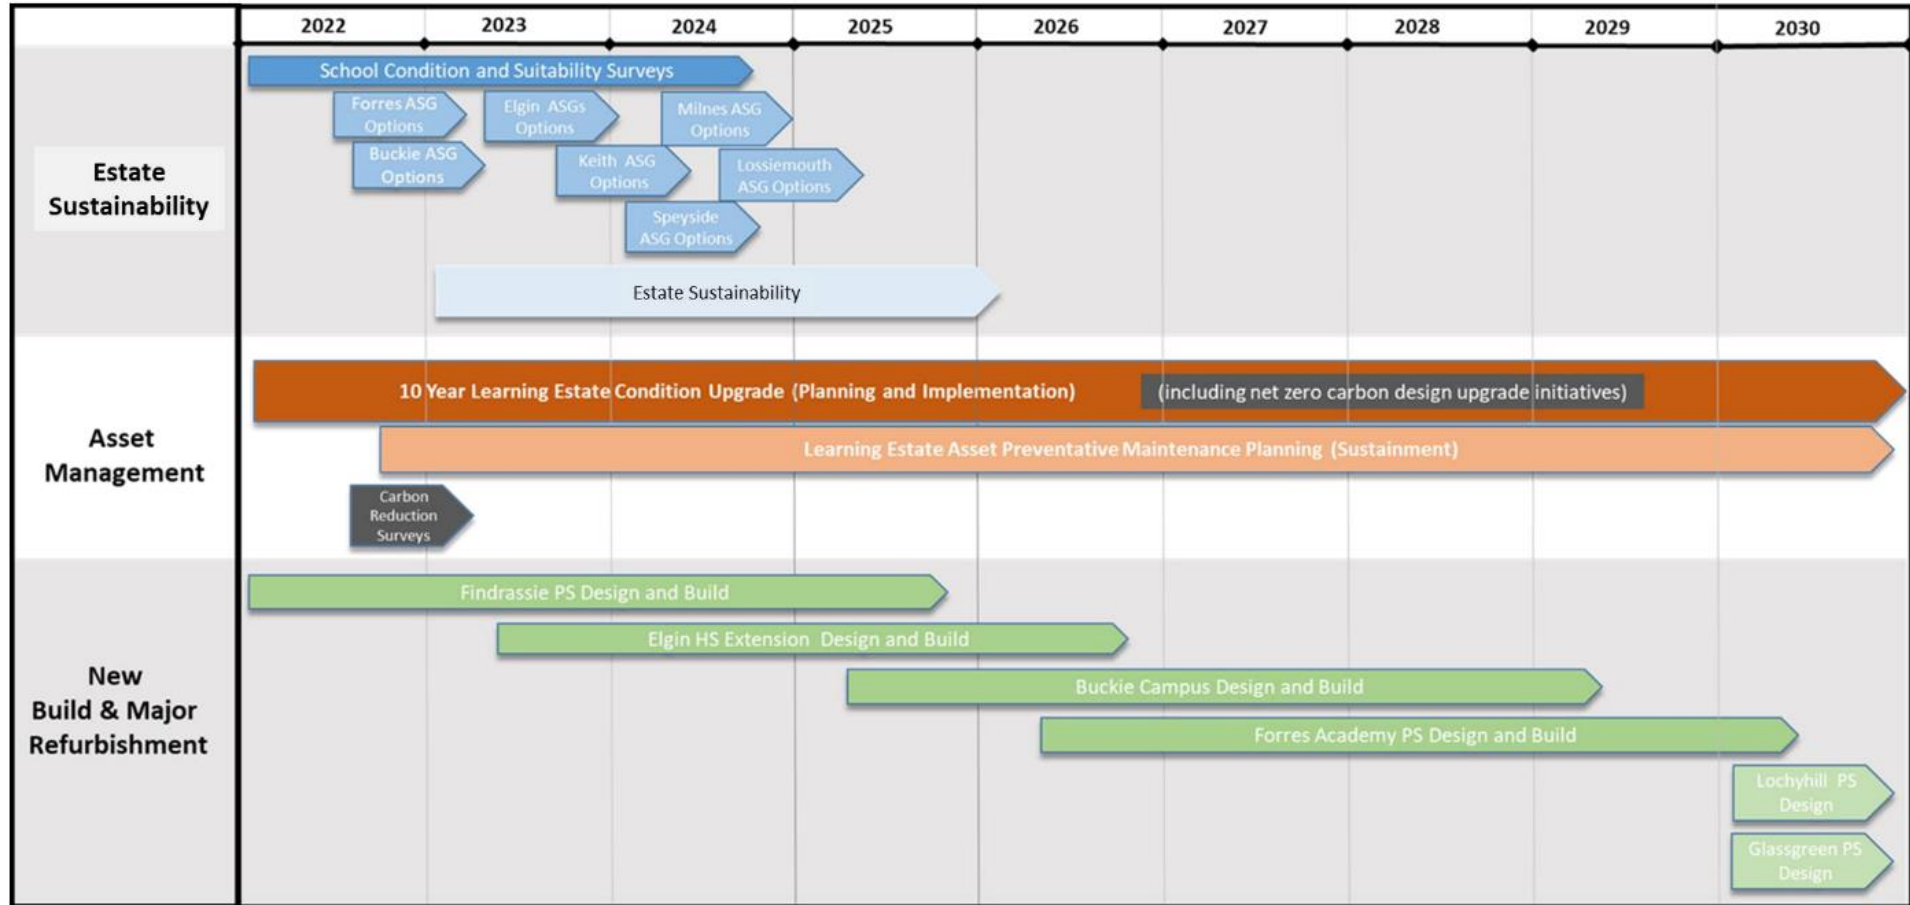 2022 2023 2024 2025 2026 2027 2028 2029 2030
Estate
Sustainability
School Condition and Suitability Surveys
Forres ASG
Options
Elgin ASGs
Options
Milnes ASG
Options
Buckie ASG
Options
Keith ASG
Options
Lossiemouth
ASG Options
Speyside
ASG Options
Estate Sustainability
Asset
Management
10 Year Learning Estate Condition Upgrade (Planning and Implementation) (including net zero carbon design upgrade initiatives)
Learning Estate Asset Preventative Maintenance Planning (Sustainment)
Carbon
Reduction
Surveys
New
Build & Major
Refurbishment
Findrassie PS Design and Build
Elgin HS Extension Design and Build
Buckie Campus Design and Build
Forres Academy PS Design and Build
Lochyhill PS
Design
Glassgreen PS
Design